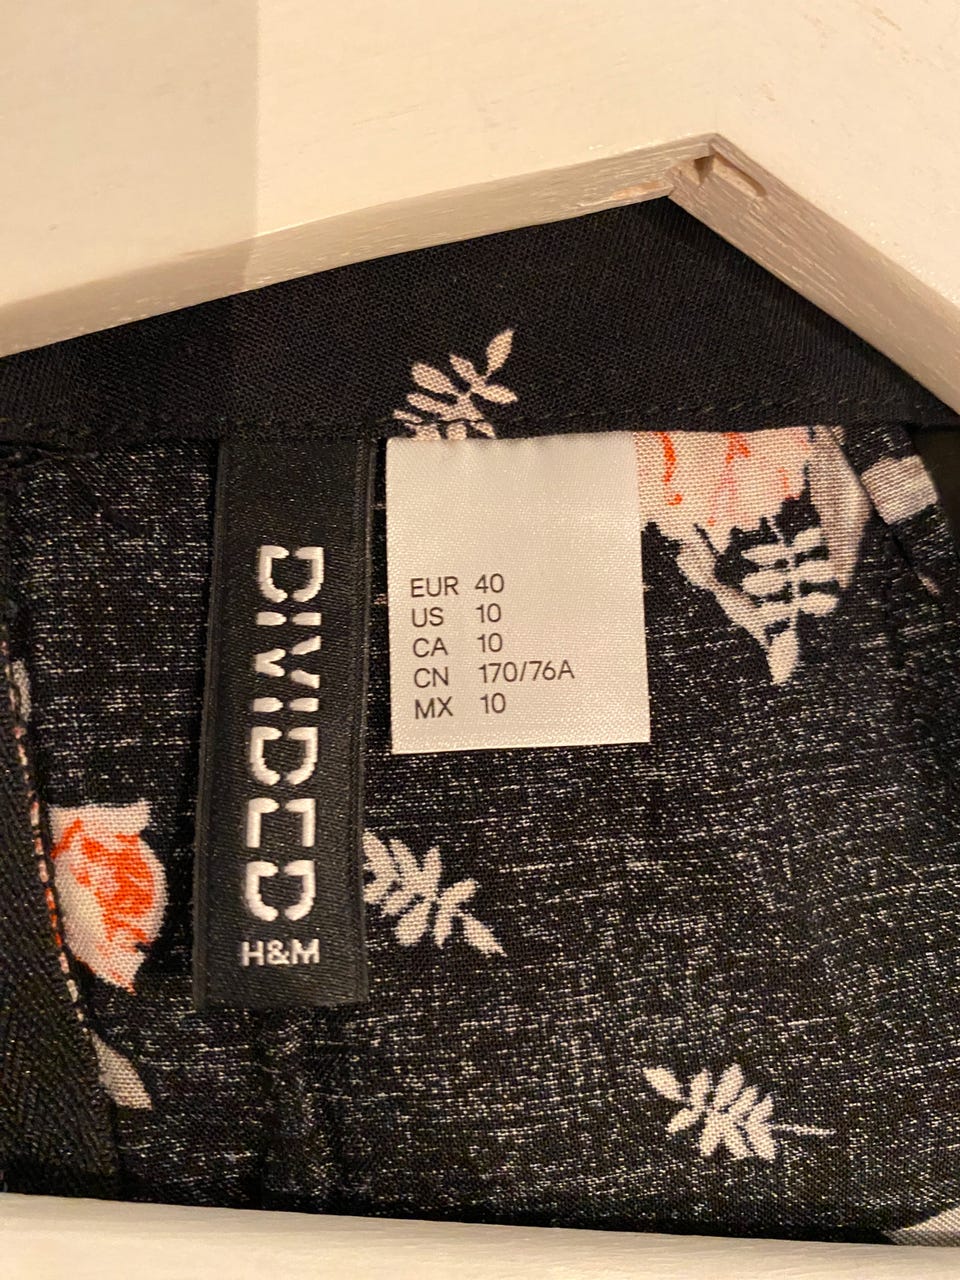 DIVIDED
H&M
EUR 40
US 10
CA 10
CN 170/76A
MX 10